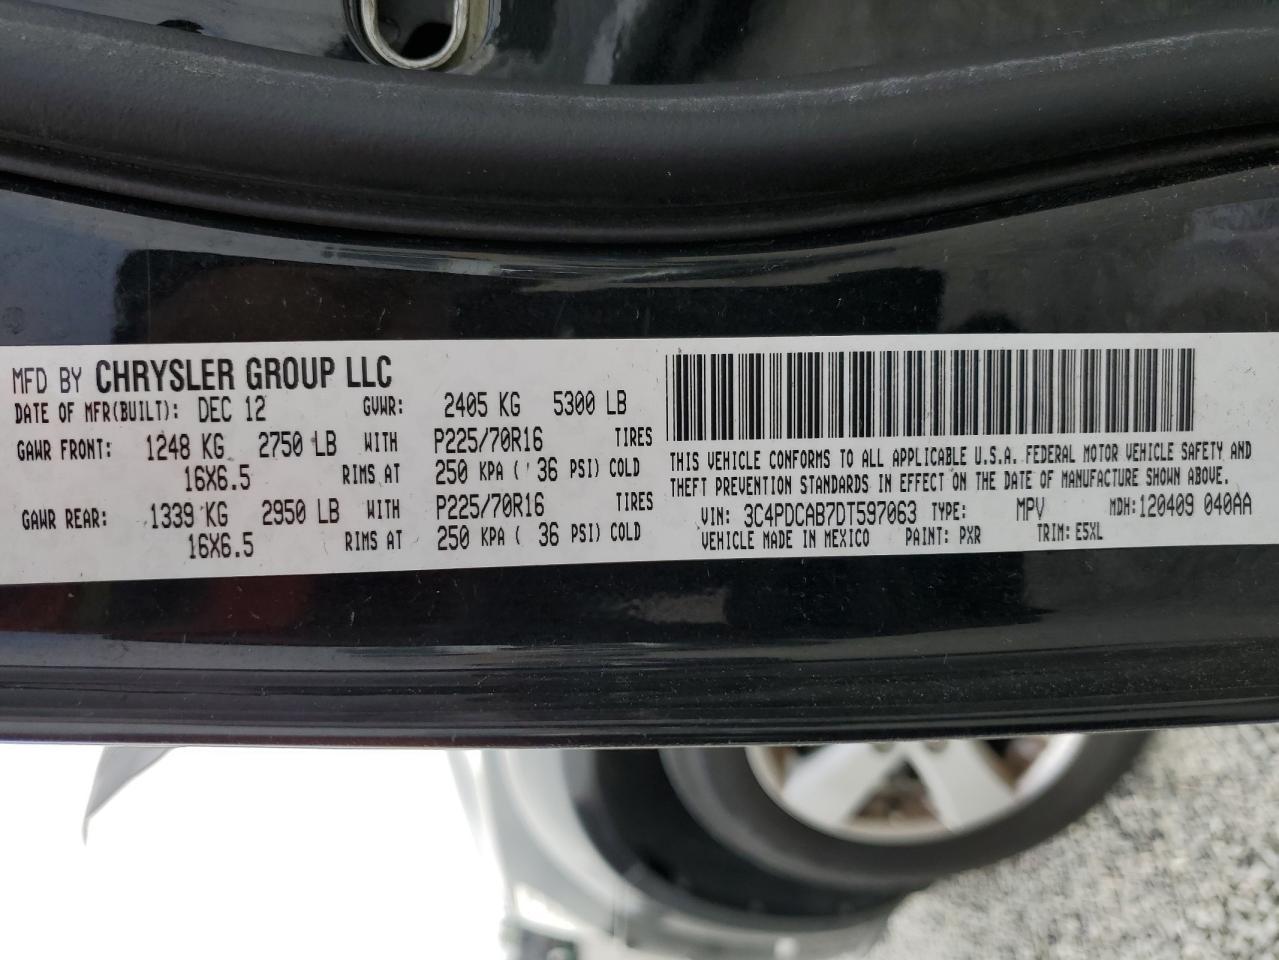 MFD BY CHRYSLER GROUP LLC
DATE OF MFR(BUILT): DEC 12 GVWR: 2405 KG 5300 LB
GAWR FRONT: 1248 KG 2750 LB WITH P225/70R16 TIRES
16X6.5 RIMS AT 250 KPA ( 36 PSI) COLD
GAWR REAR: 1339 KG 2950 LB WITH P225/70R16 TIRES
16X6.5 RIMS AT 250 KPA ( 36 PSI) COLD
THIS VEHICLE CONFORMS TO ALL APPLICABLE U.S.A. FEDERAL MOTOR VEHICLE SAFETY AND
THEFT PREVENTION STANDARDS IN EFFECT ON THE DATE OF MANUFACTURE SHOWN ABOVE.
VIN: 3C4PDCAB7DT597063 TYPE: MPV MDH: 120409 040AA
VEHICLE MADE IN MEXICO PAINT: PXR TRIM: E5XL